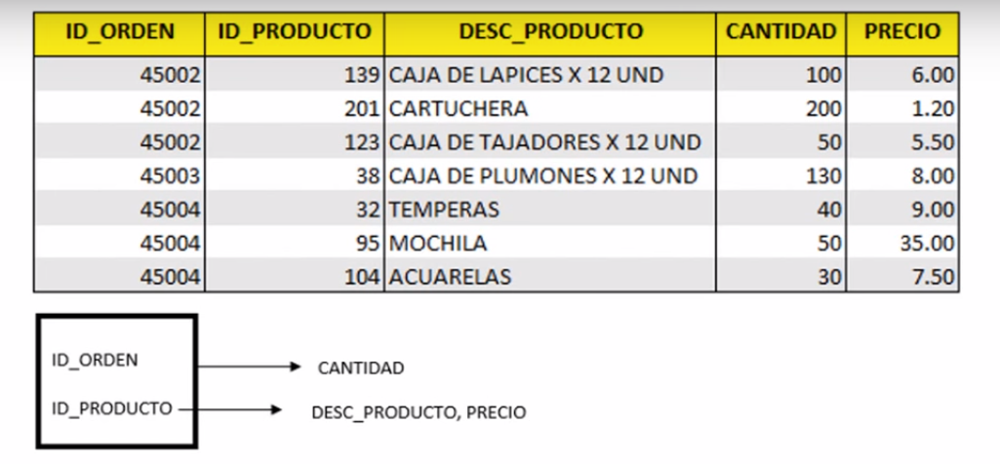 ID_ORDEN ID_PRODUCTO DESC_PRODUCTO CANTIDAD PRECIO
45002 139 CAJA DE LAPICES X 12 UND 100 6.00
45002 201 CARTUCHERA 200 1.20
45002 123 CAJA DE TAJADORES X 12 UND 50 5.50
45003 38 CAJA DE PLUMONES X 12 UND 130 8.00
45004 32 TEMPERAS 40 9.00
45004 95 MOCHILA 50 35.00
45004 104 ACUARELAS 30 7.50
ID_ORDEN CANTIDAD
ID_PRODUCTO DESC_PRODUCTO, PRECIO